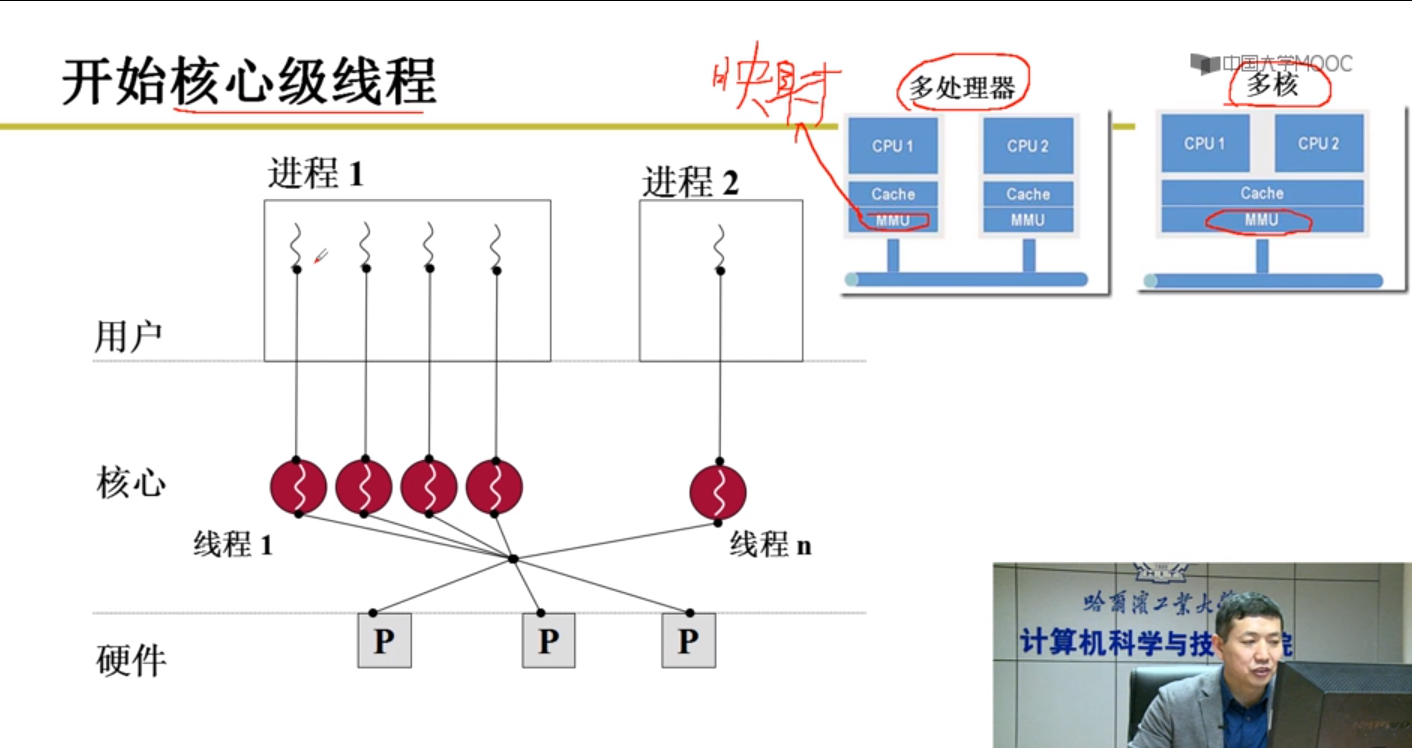 开始核心级线程
映射
多处理器
中国大学MOOC
多核
CPU 1
CPU 2
Cache
Cache
MMU
MMU
CPU 1
CPU 2
Cache
MMU
进程 1
进程 2
用户
核心
线程 1
线程 n
硬件
P
P
P
哈尔滨工业大学
计算机科学与技
院